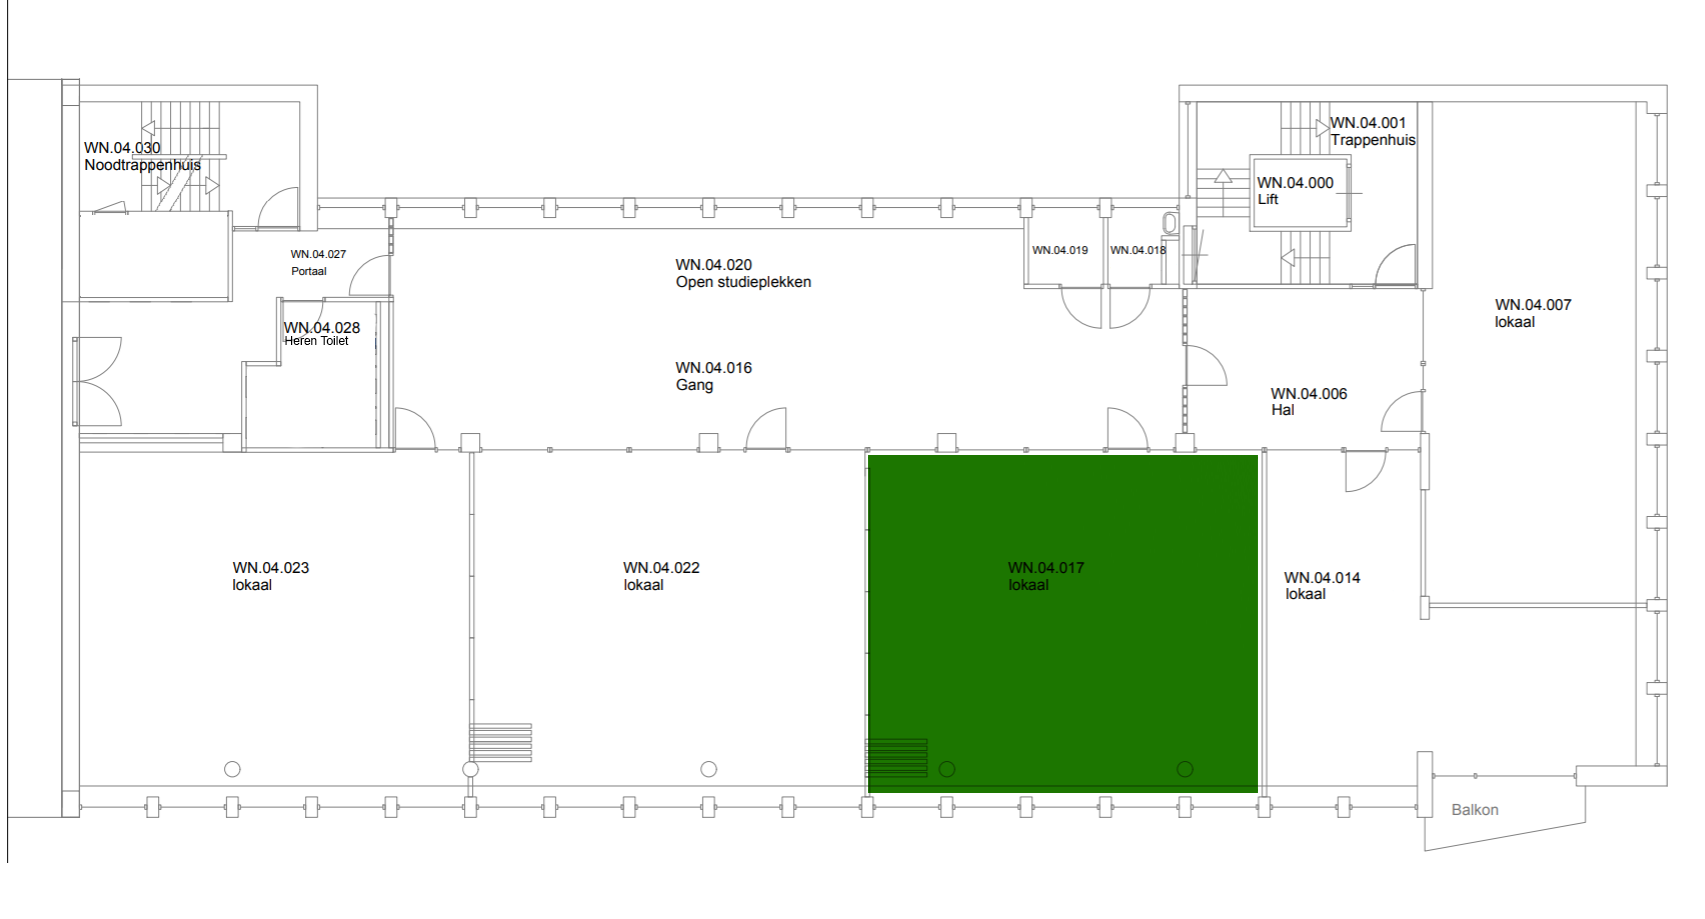 WN.04.030
Noodtrappenhuis
WN.04.001
Trappenhuis
WN.04.000
Lift
WN.04.027
Portaal
WN.04.020
Open studieplekken
WN.04.019
WN.04.018
WN.04.007
lokaal
WN.04.028
Heren Toilet
WN.04.016
Gang
WN.04.006
Hal
WN.04.023
lokaal
WN.04.022
lokaal
WN.04.017
lokaal
WN.04.014
lokaal
Balkon